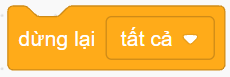 dừng lại tất cả